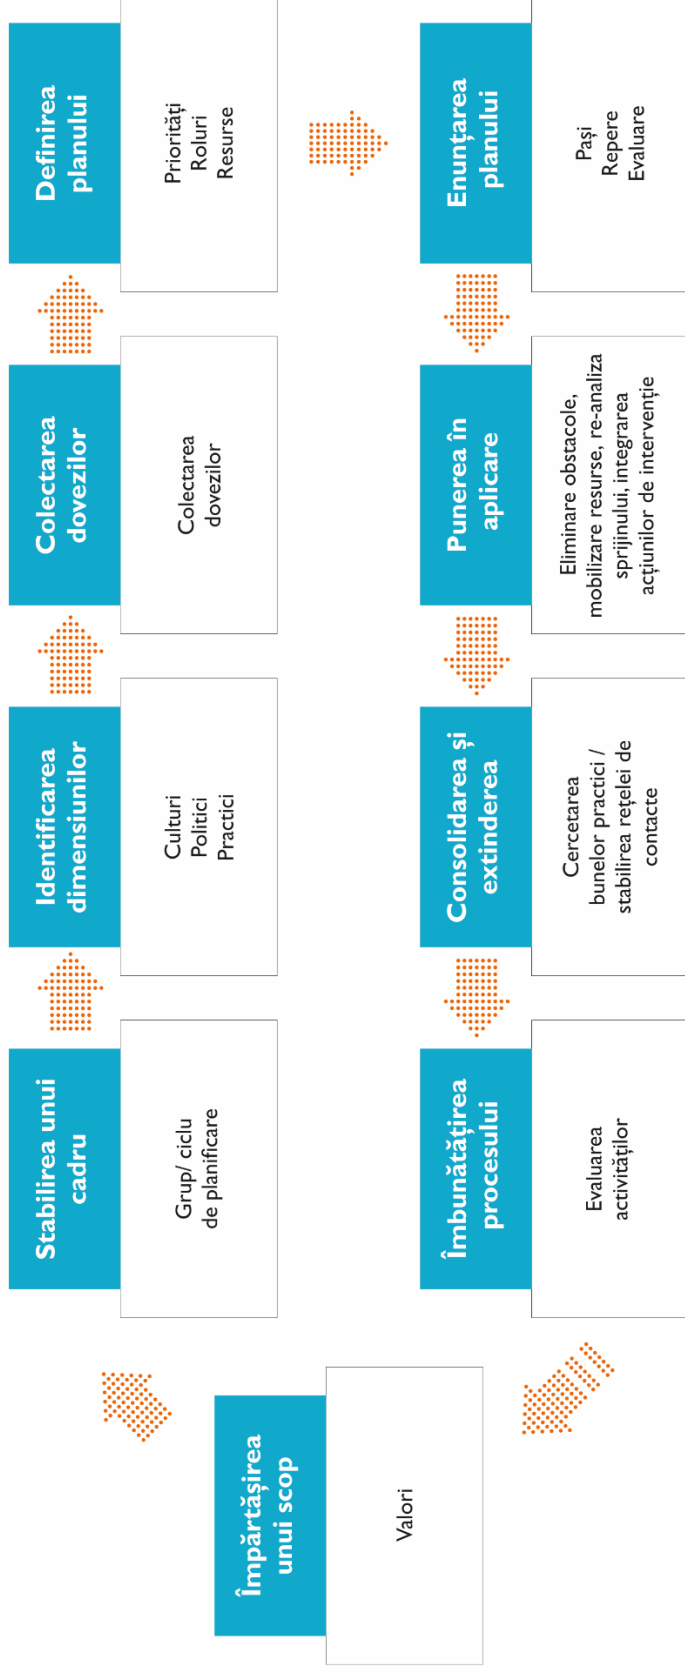 Împărtășirea
unui scop
Valori
Stabilirea unui
cadru
Grup/ ciclu
de planificare
Identificarea
dimensiunilor
Culturi
Politici
Practici
Colectarea
dovezilor
Colectarea
dovezilor
Definirea
planului
Priorități
Roluri
Resurse
Enunțarea
planului
Pași
Repere
Evaluare
Punerea în
aplicare
Eliminare obstacole,
mobilizare resurse, re-analiza
sprijinului, integrarea
acțiunilor de intervenție
Consolidarea și
extinderea
Cercetarea
bunelor practici /
stabilirea rețelei de
contacte
Îmbunătățirea
procesului
Evaluarea
activităților